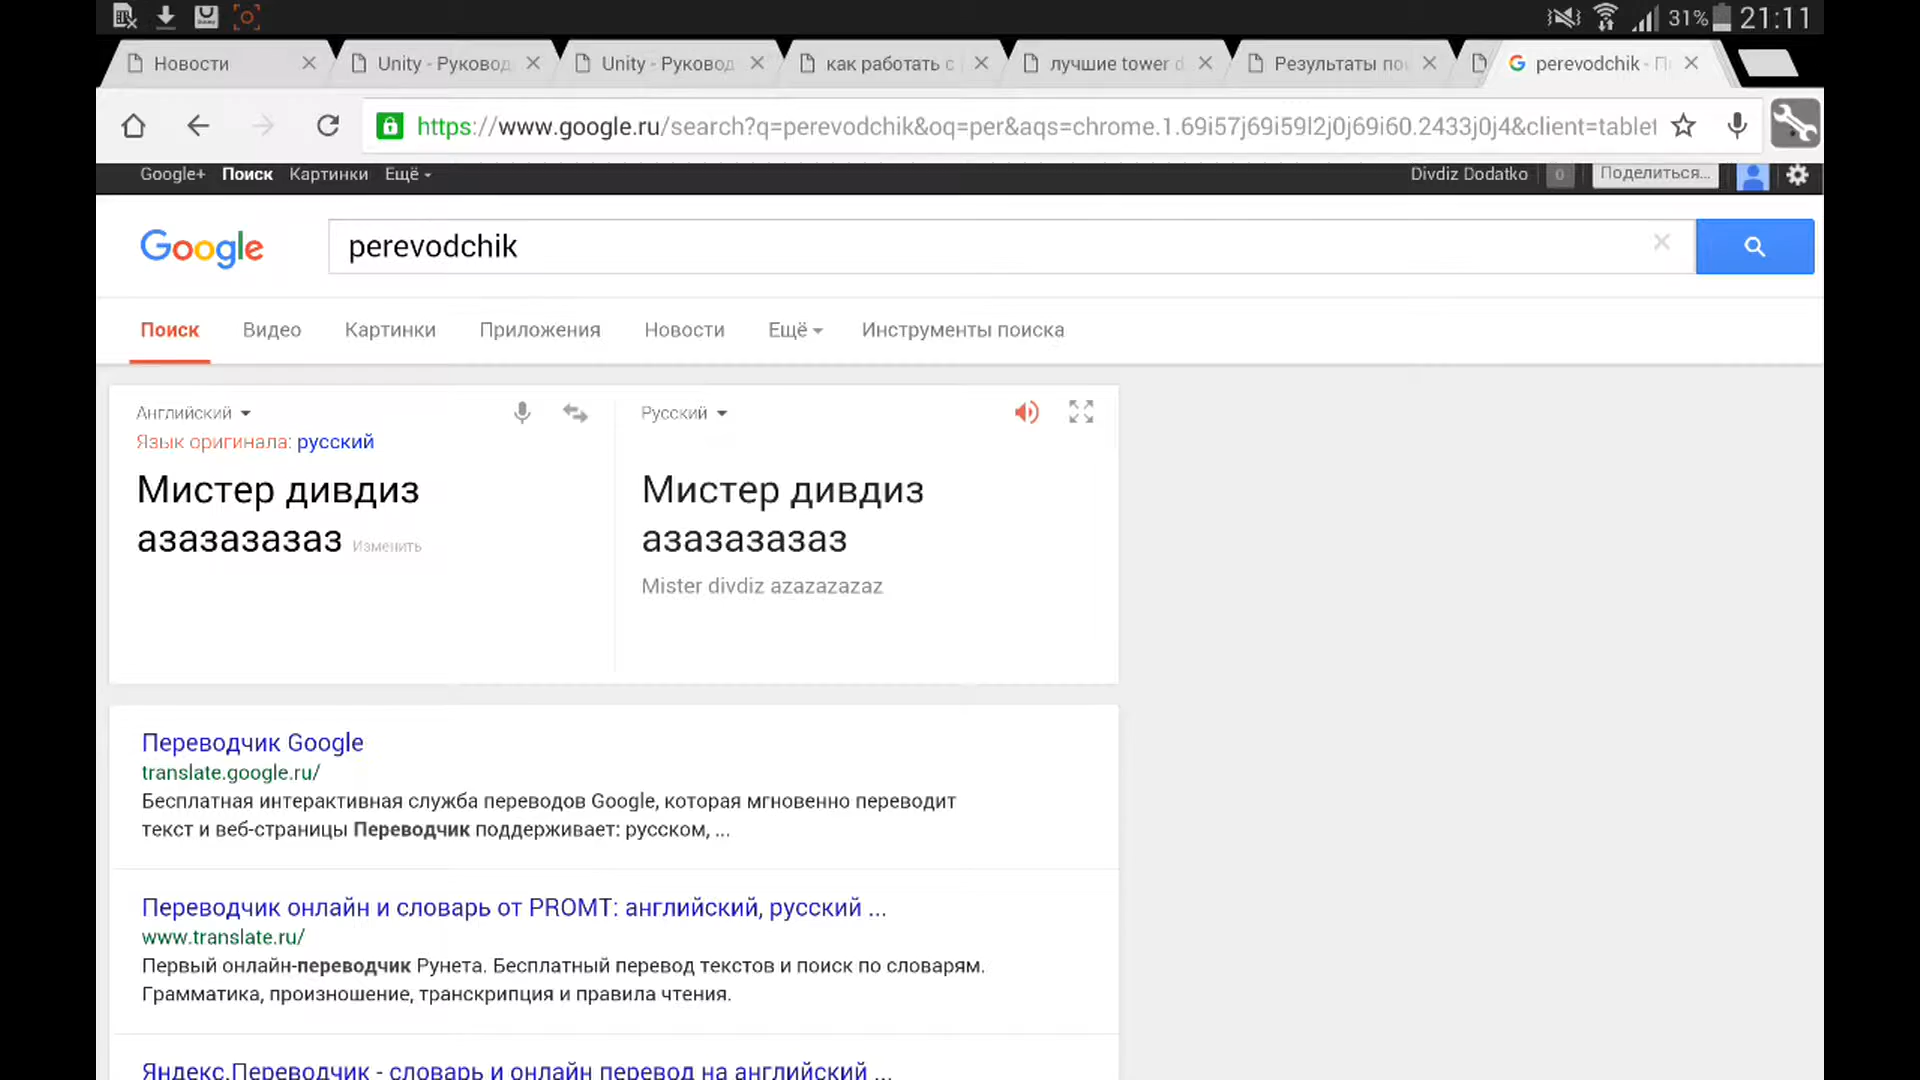 31% 21:11
Новости Unity - Руковод Unity - Руковод как работать с лучшие tower d Результаты по perevodchik - П
https://www.google.ru/search?q=perevodchik&oq=per&aqs=chrome.1.69i57j69i59l2j0j69i60.2433j0j4&client=tablet
Google+ Поиск Картинки Ещё Divdiz Dodatko 0 Поделиться...
Google perevodchik
Поиск Видео Картинки Приложения Новости Ещё Инструменты поиска
Английский Русский
Язык оригинала: русский
Мистер дивдиз Мистер дивдиз
азазазазаз Изменить азазазазаз
Mister divdiz azazazazaz
Переводчик Google
translate.google.ru/
Бесплатная интерактивная служба переводов Google, которая мгновенно переводит
текст и веб-страницы Переводчик поддерживает: русском, ...
Переводчик онлайн и словарь от PROMT: английский, русский ...
www.translate.ru/
Первый онлайн-переводчик Рунета. Бесплатный перевод текстов и поиск по словарям.
Грамматика, произношение, транскрипция и правила чтения.
Яндекс.Переводчик - словарь и онлайн перевод на английский ...